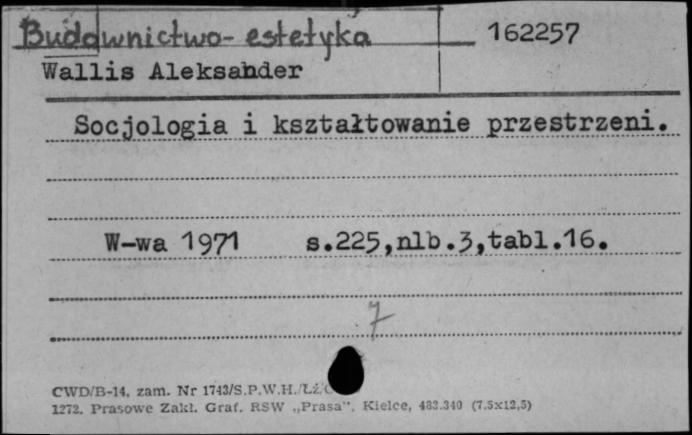 Budownictwo- estetyka
162257
Wallis Aleksander
Socjologia i kształtowanie przestrzeni.
W-wa 1971 s.225,nlb.3,tabl.16.
7
CWD/B-14, zam. Nr 1743/S.P.W.H./Łź/
1272. Prasowe Zakł. Graf. RSW „Prasa", Kielce, 483.340 (7.5x12,5)